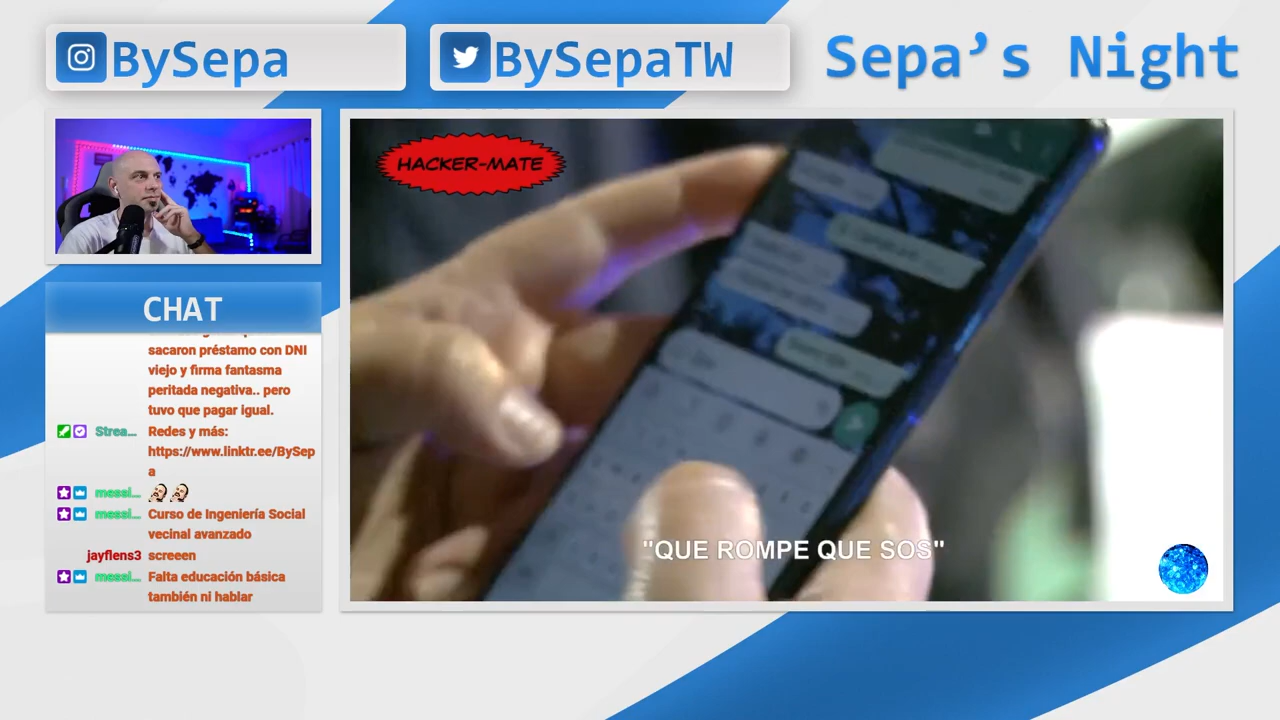 BySepa
BySepaTW
Sepa's Night
HACKER-MATE
CHAT
sacaron préstamo con DNI
viejo y firma fantasma
peritada negativa.. pero
tuvo que pagar igual.
Strea... Redes y más:
https://www.linktr.ee/BySep
a
messi...
messi... Curso de Ingeniería Social
vecinal avanzado
jayflens3 screeen
messi... Falta educación básica
también ni hablar
"QUE ROMPE QUE SOS"